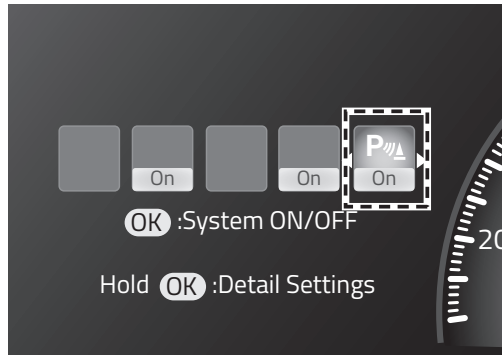 P
On On On
OK :System ON/OFF
Hold OK :Detail Settings
20